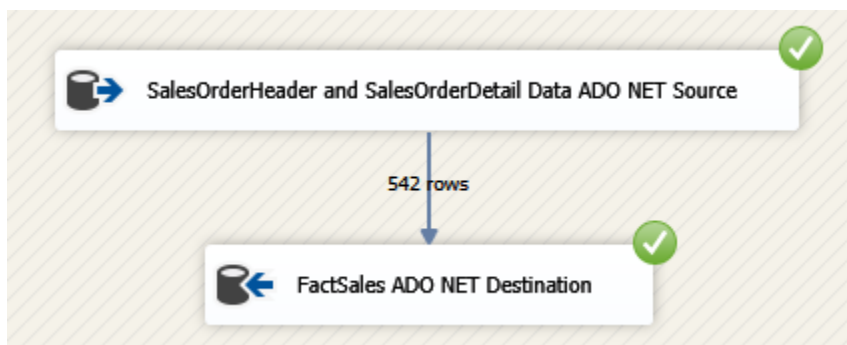 SalesOrderHeader and SalesOrderDetail Data ADO NET Source
542 rows
FactSales ADO NET Destination